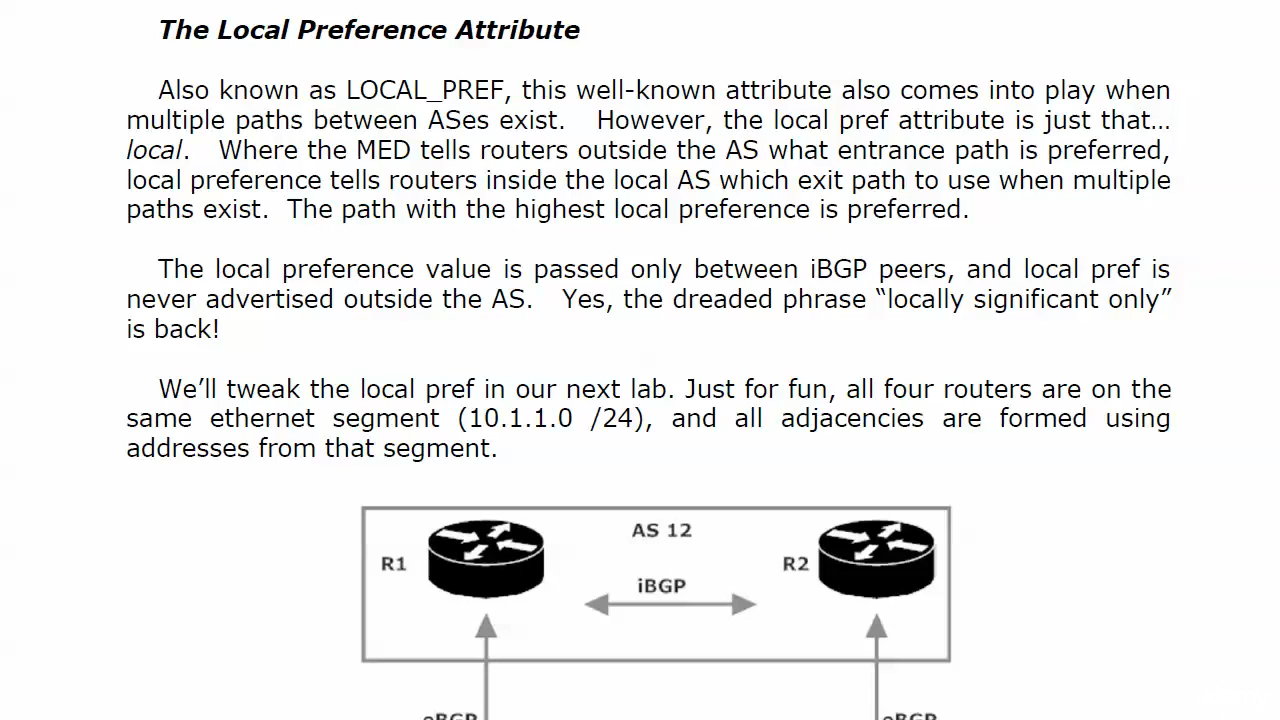 The Local Preference Attribute
Also known as LOCAL_PREF, this well-known attribute also comes into play when
multiple paths between ASes exist. However, the local pref attribute is just that…
local. Where the MED tells routers outside the AS what entrance path is preferred,
local preference tells routers inside the local AS which exit path to use when multiple
paths exist. The path with the highest local preference is preferred.
The local preference value is passed only between iBGP peers, and local pref is
never advertised outside the AS. Yes, the dreaded phrase “locally significant only”
is back!
We’ll tweak the local pref in our next lab. Just for fun, all four routers are on the
same ethernet segment (10.1.1.0 /24), and all adjacencies are formed using
addresses from that segment.
AS 12
R1
R2
iBGP
eBGP
eBGP